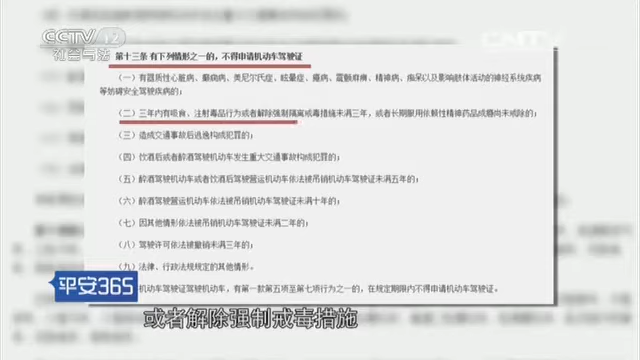 CCTV 12
社会与法
CNTV
第十三条 有下列情形之一的，不得申请机动车驾驶证
（一）有器质性心脏病、癫痫病、美尼尔氏症、眩晕症、癔病、震颤麻痹、精神病、痴呆以及影响肢体活动的神经系统疾病
等妨碍安全驾驶疾病的；
（二）三年内有吸食、注射毒品行为或者解除强制隔离戒毒措施未满三年，或者长期服用依赖性精神药品成瘾尚未戒除的；
（三）造成交通事故后逃逸构成犯罪的；
（四）饮酒后或者醉酒驾驶机动车发生重大交通事故构成犯罪的；
（五）醉酒驾驶机动车或者饮酒后驾驶营运机动车依法被吊销机动车驾驶证未满五年的；
（六）醉酒驾驶营运机动车依法被吊销机动车驾驶证未满十年的；
（七）因其他情形依法被吊销机动车驾驶证未满二年的；
（八）驾驶许可依法被撤销未满三年的；
（九）法律、行政法规规定的其他情形。
机动车驾驶证驾驶机动车，有第一款第五项至第七项行为之一的，在规定期限内不得申请机动车驾驶证。
平安365
或者解除强制戒毒措施